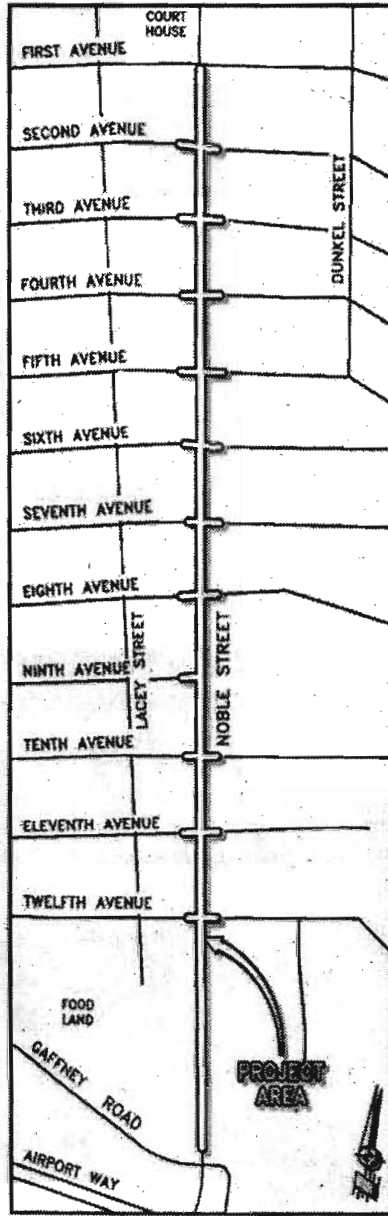 COURT
HOUSE
FIRST AVENUE
SECOND AVENUE
DUNKEL STREET
THIRD AVENUE
FOURTH AVENUE
FIFTH AVENUE
SIXTH AVENUE
SEVENTH AVENUE
EIGHTH AVENUE
LACEY STREET
NOBLE STREET
NINTH AVENUE
TENTH AVENUE
ELEVENTH AVENUE
TWELFTH AVENUE
FOOD
LAND
GAFFNEY ROAD
PROJECT
AREA
AIRPORT WAY